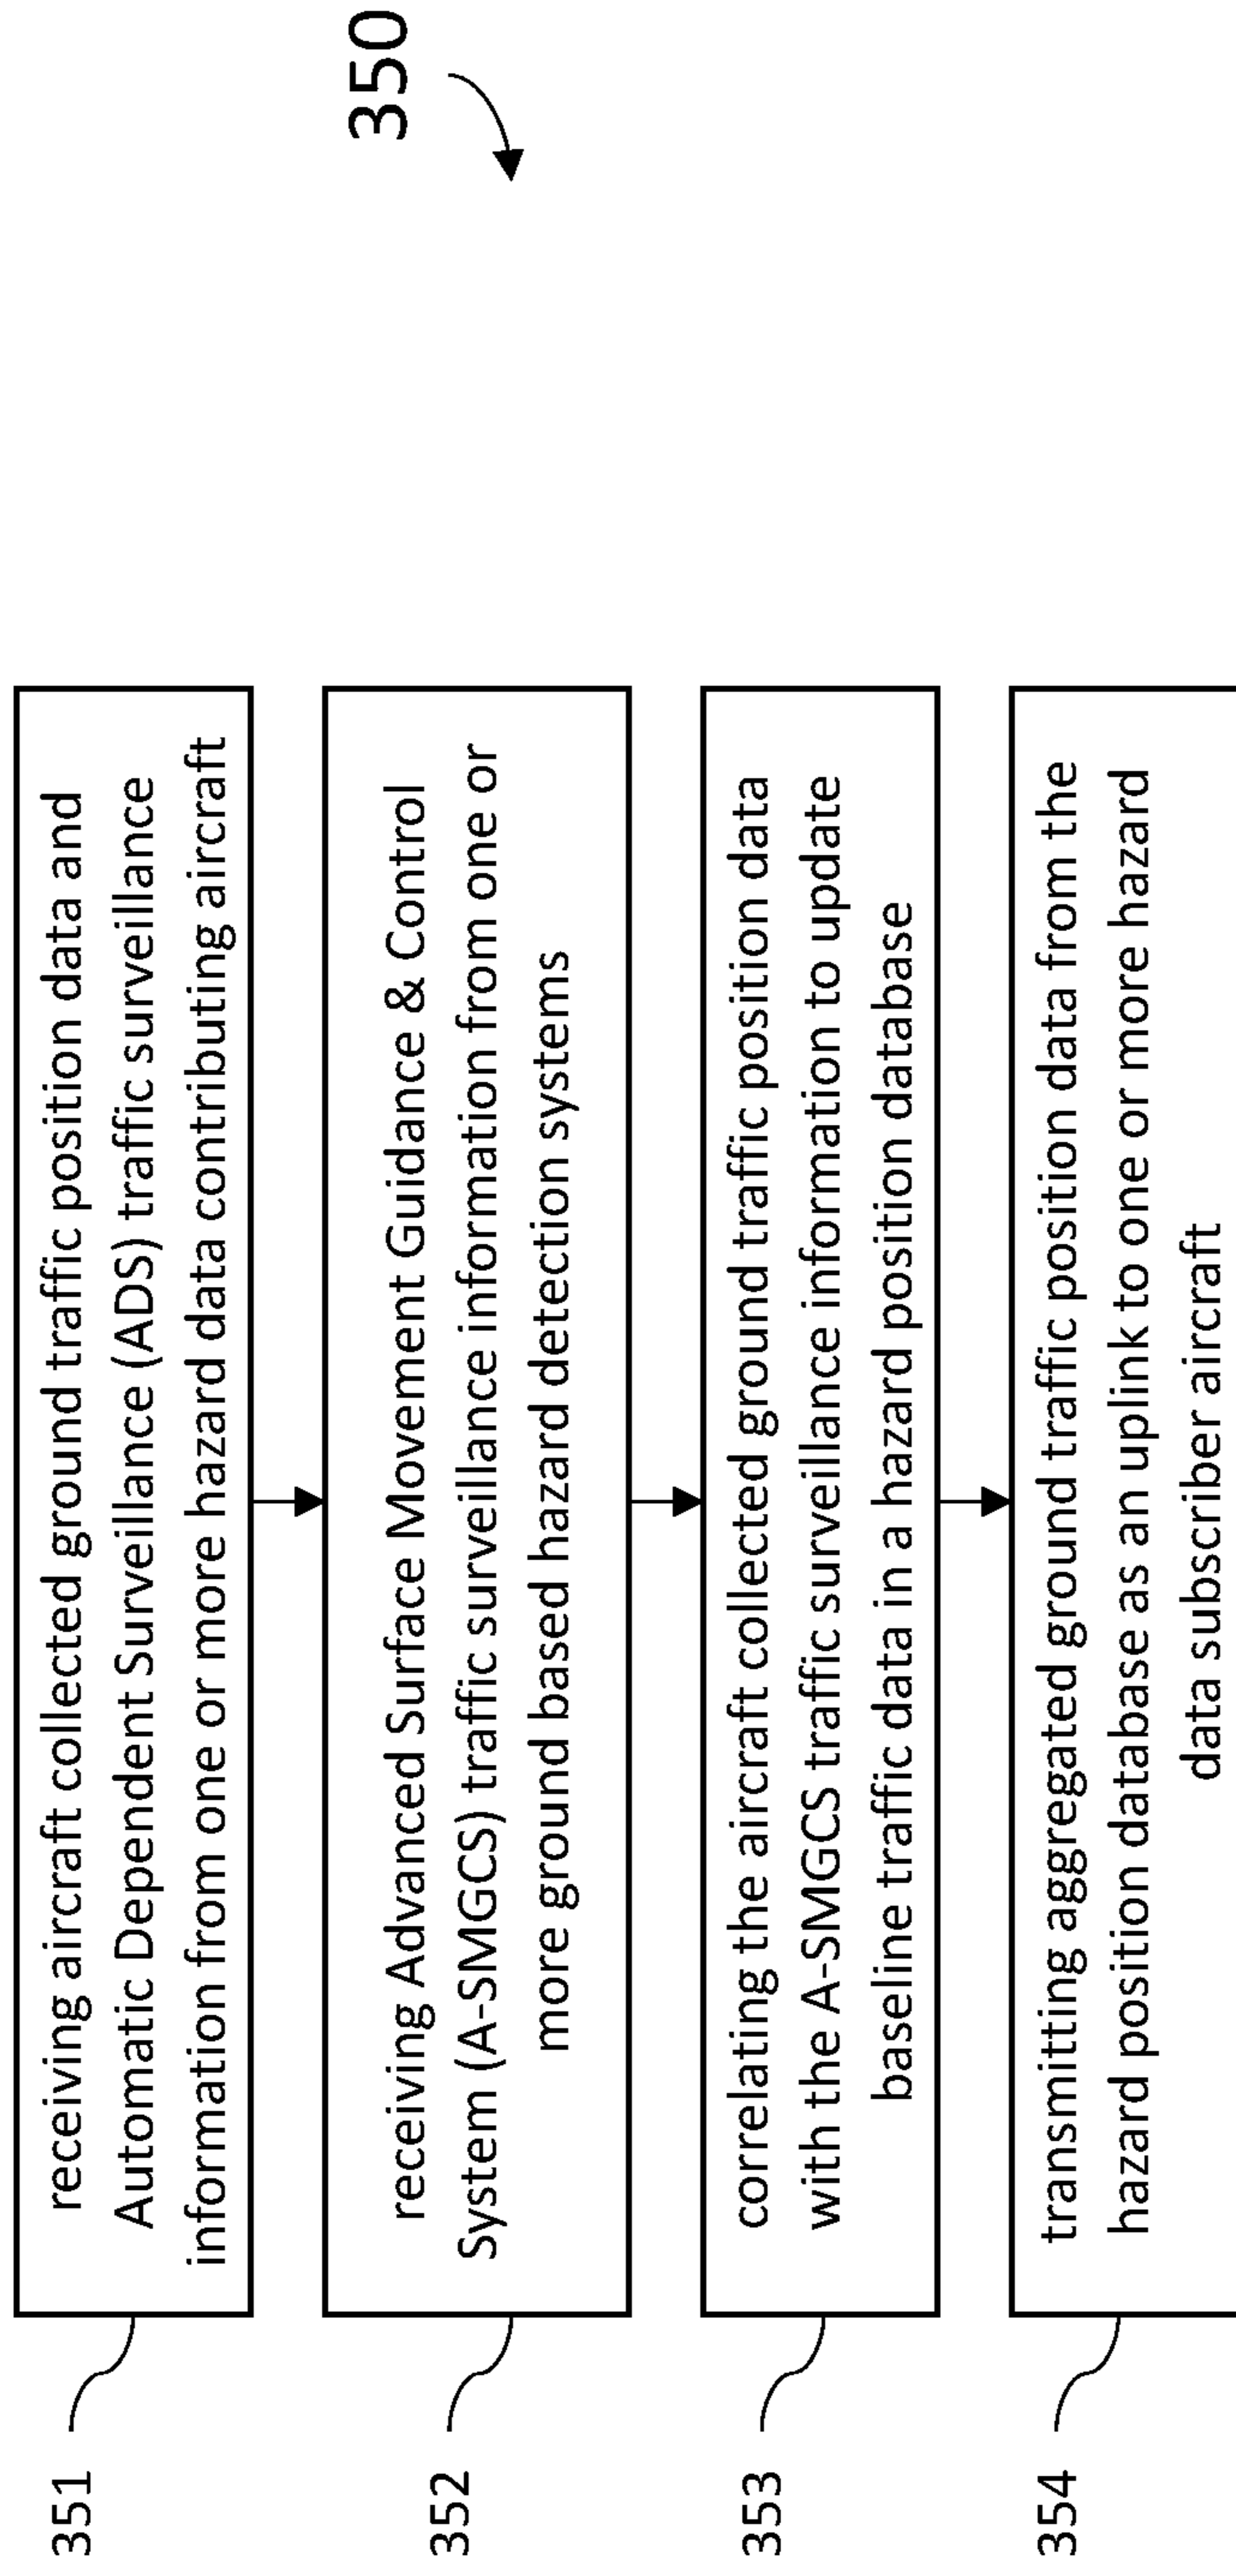 350
351
receiving aircraft collected ground traffic position data and
Automatic Dependent Surveillance (ADS) traffic surveillance
information from one or more hazard data contributing aircraft
352
receiving Advanced Surface Movement Guidance & Control
System (A-SMGCS) traffic surveillance information from one or
more ground based hazard detection systems
353
correlating the aircraft collected ground traffic position data
with the A-SMGCS traffic surveillance information to update
baseline traffic data in a hazard position database
354
transmitting aggregated ground traffic position data from the
hazard position database as an uplink to one or more hazard
data subscriber aircraft